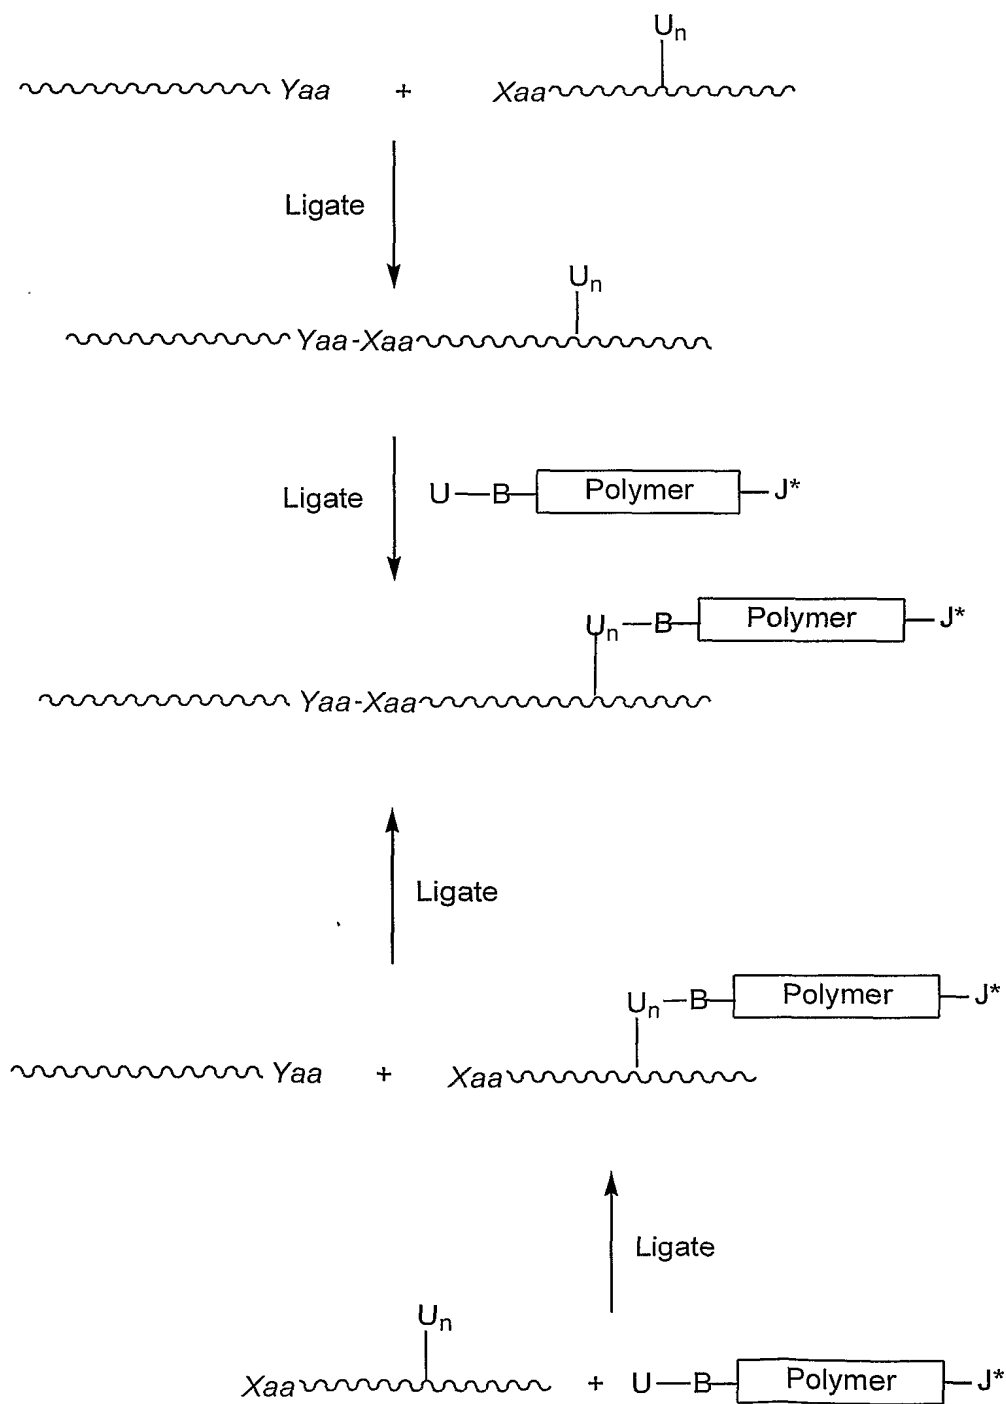 Uₙ
Yaa + Xaa
Ligate
Uₙ
Yaa-Xaa
Ligate U—B—Polymer—J*
Uₙ—B—Polymer—J*
Yaa-Xaa
Ligate
Uₙ—B—Polymer—J*
Yaa + Xaa
Ligate
Uₙ
Xaa + U—B—Polymer—J*